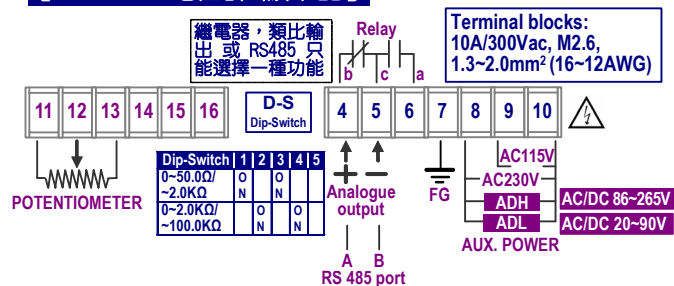 繼電器，類比輸
出 或 RS485 只
能選擇一種功能
Relay
b c a
Terminal blocks:
10A/300Vac, M2.6,
1.3~2.0mm² (16~12AWG)
11 12 13 14 15 16
D-S
Dip-Switch
4 5 6 7 8 9 10
POTENTIOMETER
Dip-Switch 1 2 3 4 5
0~50.0Ω/
~2.0KΩ
ON ON
0~2.0KΩ/
~100.0KΩ
ON ON
Analogue
output
A B
RS 485 port
FG
AC115V
AC230V
ADH AC/DC 86~265V
ADL AC/DC 20~90V
AUX. POWER